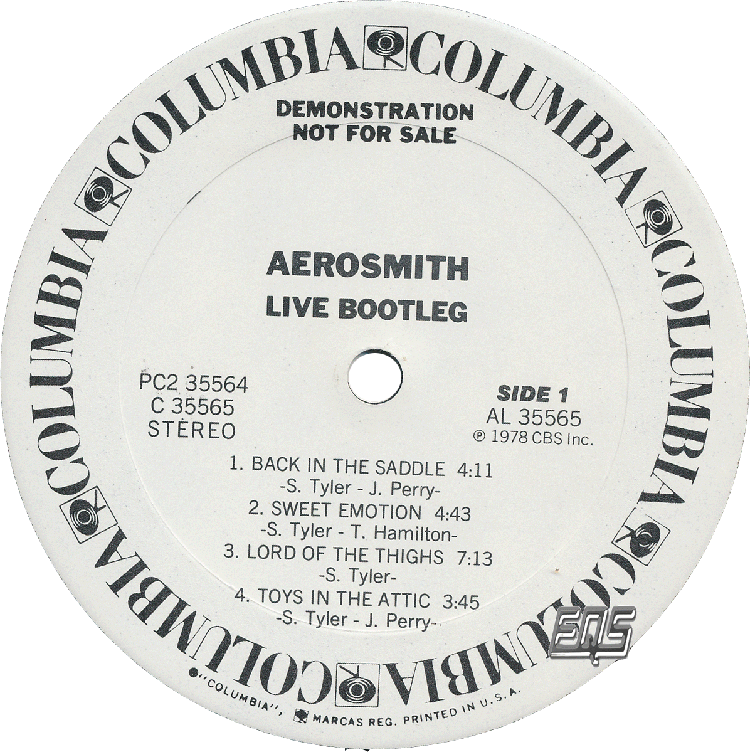 COLUMBIA COLUMBIA COLUMBIA COLUMBIA COLUMBIA COLUMBIA COLUMBIA COLUMBIA
DEMONSTRATION
NOT FOR SALE
AEROSMITH
LIVE BOOTLEG
PC2 35564
C 35565
STEREO
SIDE 1
AL 35565
℗ 1978 CBS Inc.
1. BACK IN THE SADDLE 4:11
-S. Tyler - J. Perry-
2. SWEET EMOTION 4:43
-S. Tyler - T. Hamilton-
3. LORD OF THE THIGHS 7:13
-S. Tyler-
4. TOYS IN THE ATTIC 3:45
-S. Tyler - J. Perry-
●"COLUMBIA", MARCAS REG. PRINTED IN U.S.A.